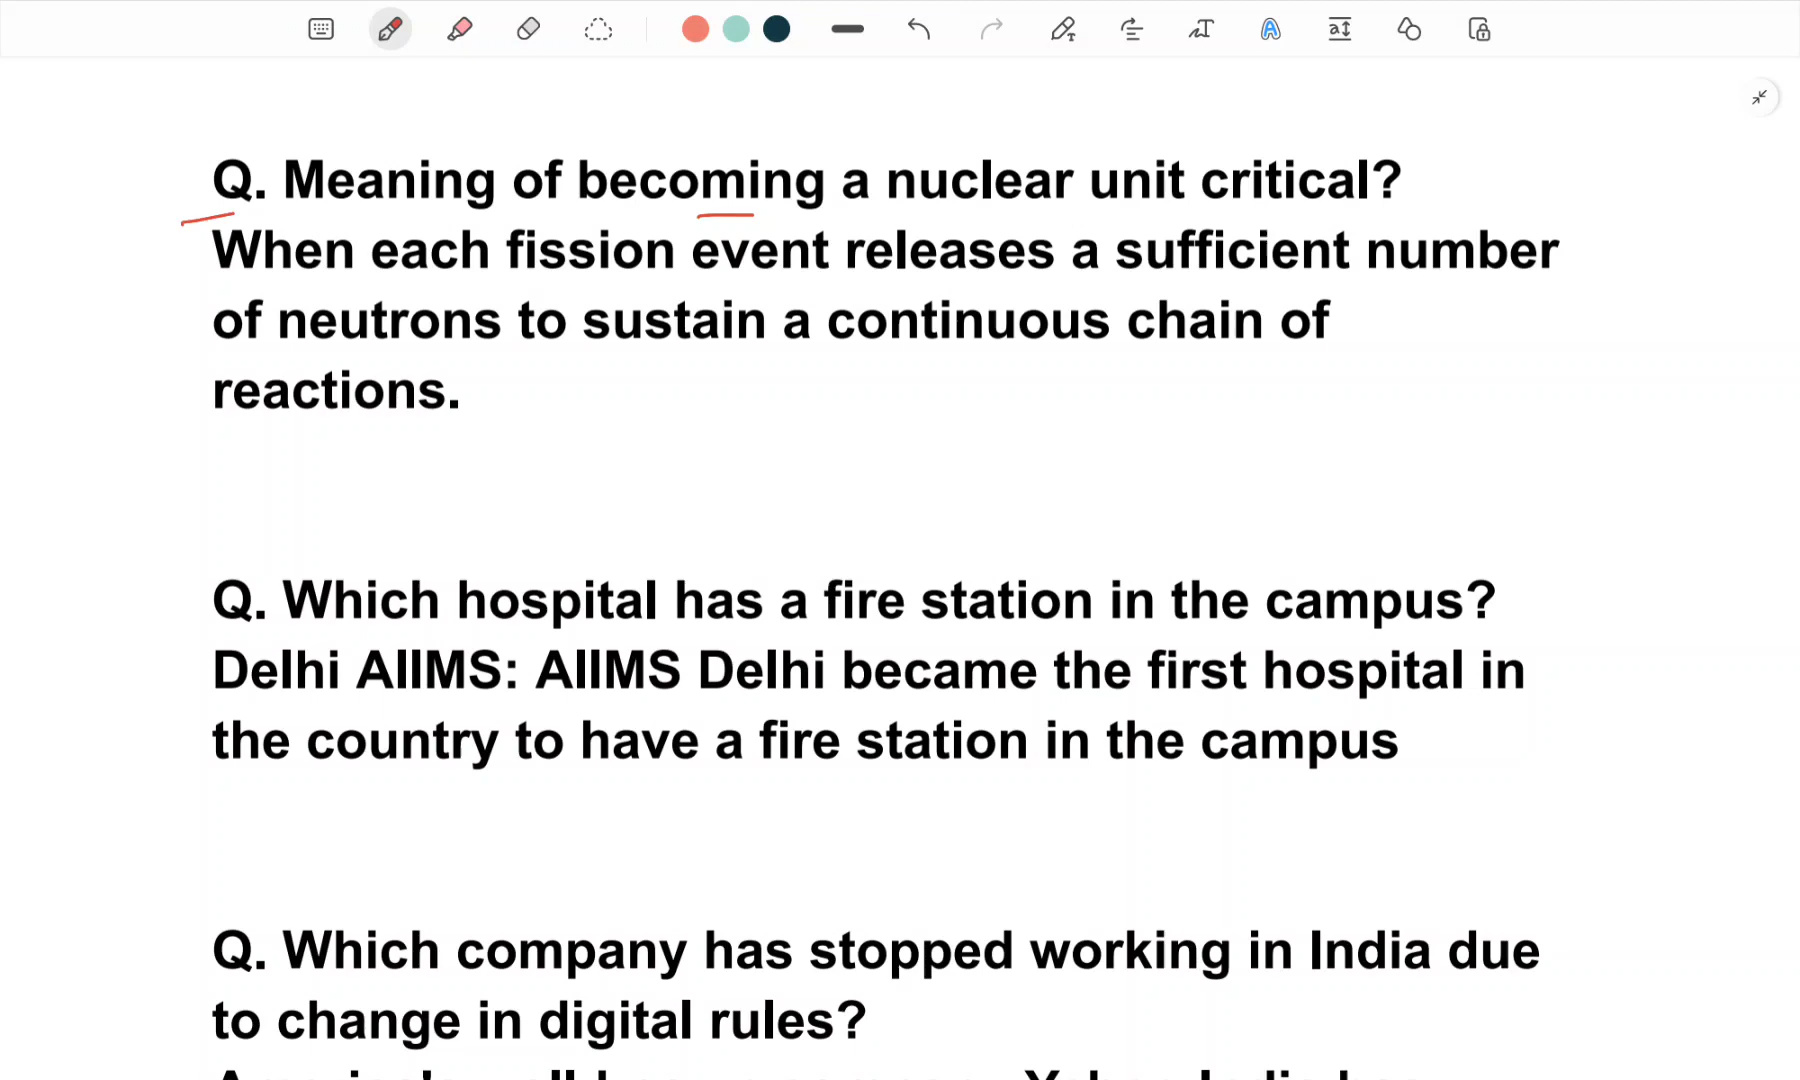 Q. Meaning of becoming a nuclear unit critical?
When each fission event releases a sufficient number
of neutrons to sustain a continuous chain of
reactions.
Q. Which hospital has a fire station in the campus?
Delhi AIIMS: AIIMS Delhi became the first hospital in
the country to have a fire station in the campus
Q. Which company has stopped working in India due
to change in digital rules?